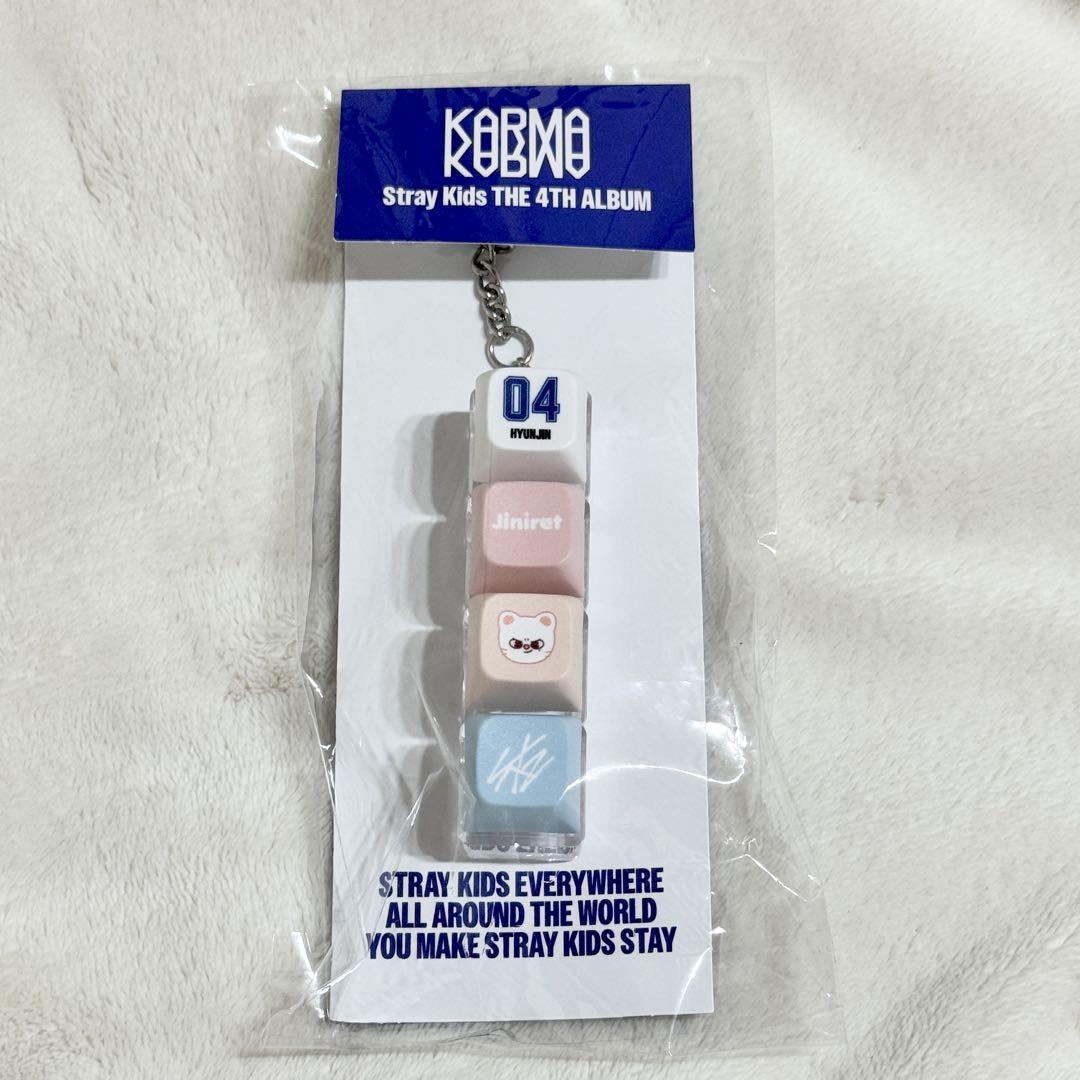 KARMA
Stray Kids THE 4TH ALBUM
04
HYUNJIN
Jiniret
SKZ
STRAY KIDS EVERYWHERE
ALL AROUND THE WORLD
YOU MAKE STRAY KIDS STAY